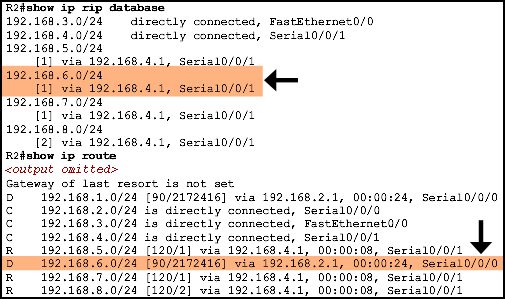 R2#show ip rip database
192.168.3.0/24    directly connected, FastEthernet0/0
192.168.4.0/24    directly connected, Serial0/0/1
192.168.5.0/24
    [1] via 192.168.4.1, Serial0/0/1
192.168.6.0/24
    [1] via 192.168.4.1, Serial0/0/1
192.168.7.0/24
    [1] via 192.168.4.1, Serial0/0/1
192.168.8.0/24
    [2] via 192.168.4.1, Serial0/0/1
R2#show ip route
<output omitted>
Gateway of last resort is not set
D    192.168.1.0/24 [90/2172416] via 192.168.2.1, 00:00:24, Serial0/0/0
C    192.168.2.0/24 is directly connected, Serial0/0/0
C    192.168.3.0/24 is directly connected, FastEthernet0/0
C    192.168.4.0/24 is directly connected, Serial0/0/1
R    192.168.5.0/24 [120/1] via 192.168.4.1, 00:00:08, Serial0/0/1
D    192.168.6.0/24 [90/2172416] via 192.168.2.1, 00:00:24, Serial0/0/0
R    192.168.7.0/24 [120/1] via 192.168.4.1, 00:00:08, Serial0/0/1
R    192.168.8.0/24 [120/2] via 192.168.4.1, 00:00:08, Serial0/0/1